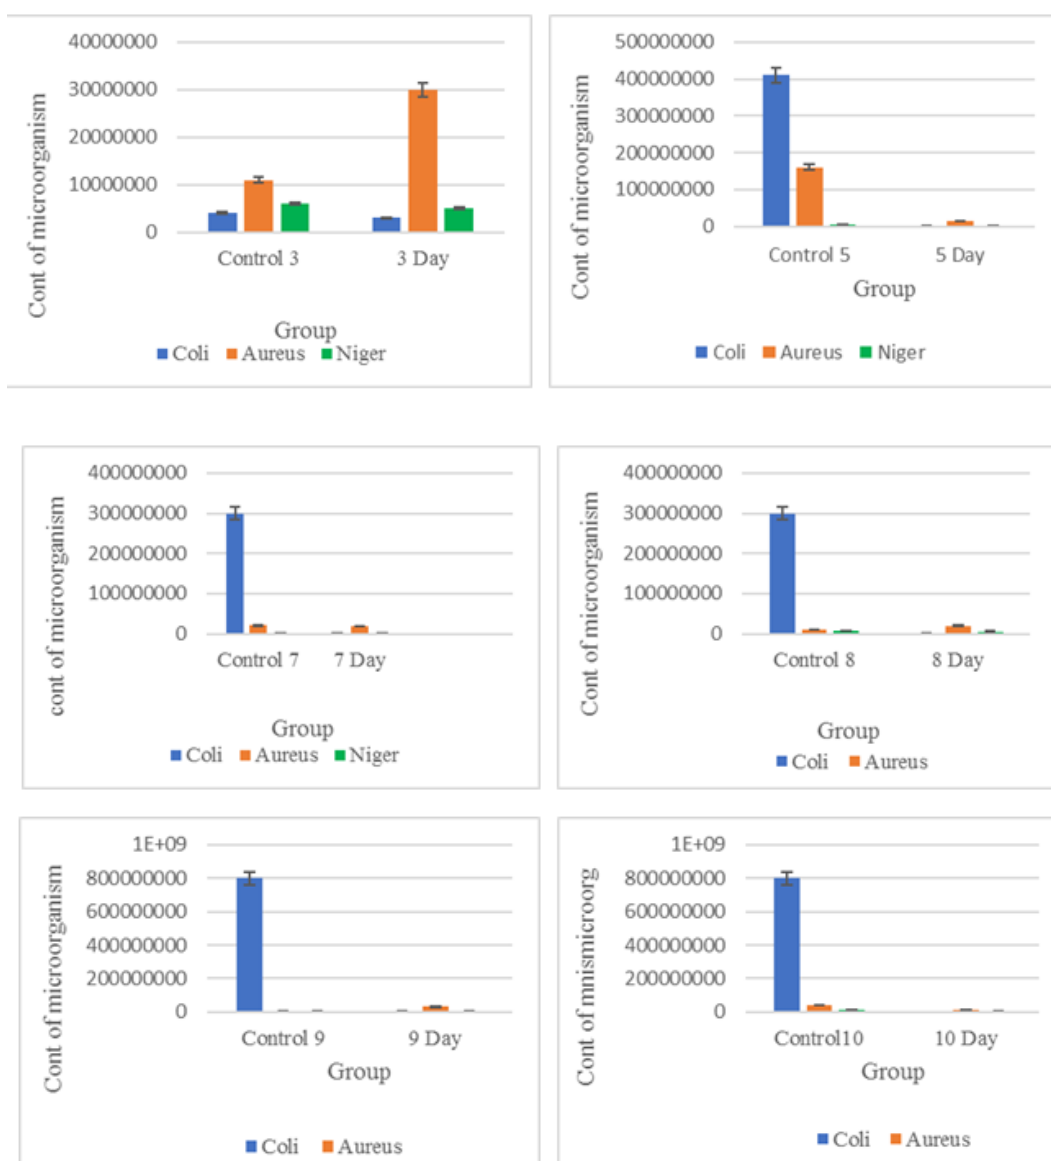 Cont of microorganism
40000000
30000000
20000000
10000000
0
Control 3 3 Day
Group
Coli Aureus Niger
Cont of microorganism
500000000
400000000
300000000
200000000
100000000
0
Control 5 5 Day
Group
Coli Aureus Niger
cont of microorganism
400000000
300000000
200000000
100000000
0
Control 7 7 Day
Group
Coli Aureus Niger
Cont of microorganism
400000000
300000000
200000000
100000000
0
Control 8 8 Day
Group
Coli Aureus
Cont of microorganism
1E+09
800000000
600000000
400000000
200000000
0
Control 9 9 Day
Group
Coli Aureus
Cont of mnismicroorg
1E+09
800000000
600000000
400000000
200000000
0
Control10 10 Day
Group
Coli Aureus